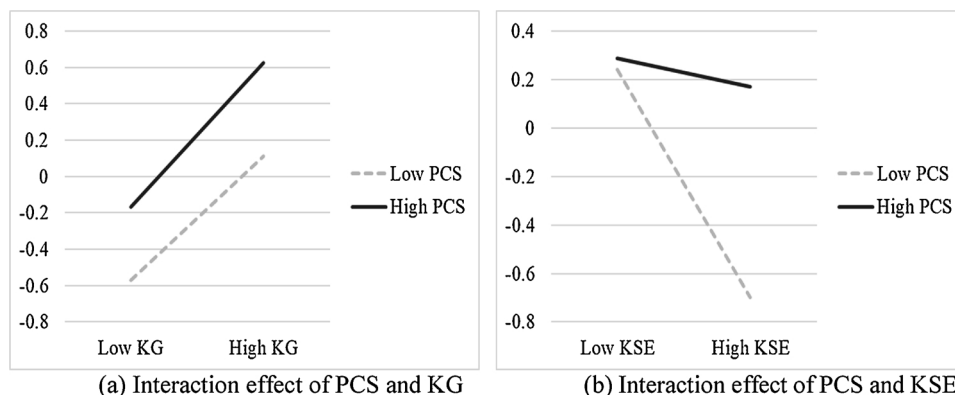 0.8
0.6
0.4
0.2
0
-0.2
-0.4
-0.6
-0.8
Low KG High KG
Low PCS
High PCS
(a) Interaction effect of PCS and KG
0.4
0.2
0
-0.2
-0.4
-0.6
-0.8
Low KSE High KSE
Low PCS
High PCS
(b) Interaction effect of PCS and KSE